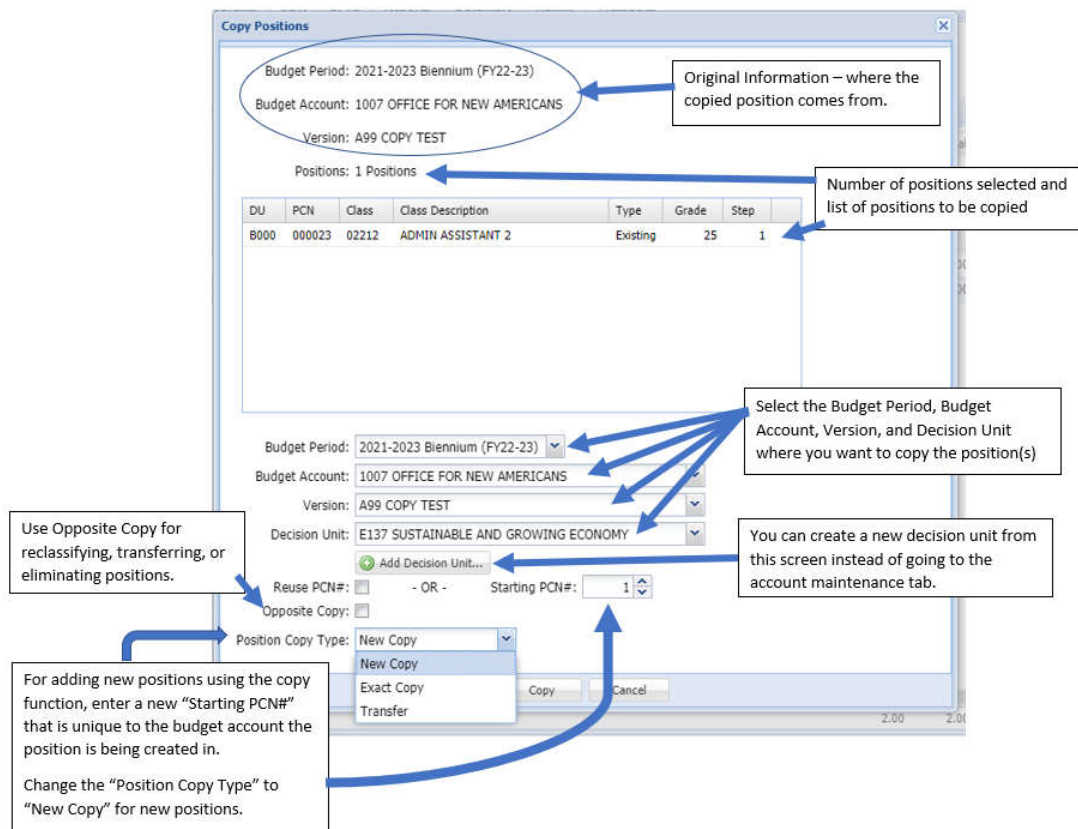 Copy Positions
Budget Period: 2021-2023 Biennium (FY22-23)
Budget Account: 1007 OFFICE FOR NEW AMERICANS
Version: A99 COPY TEST
Positions: 1 Positions
Original Information – where the
copied position comes from.
Number of positions selected and
list of positions to be copied
DU PCN Class Class Description Type Grade Step
B000 000023 02212 ADMIN ASSISTANT 2 Existing 25 1
Select the Budget Period, Budget
Account, Version, and Decision Unit
where you want to copy the position(s)
Budget Period: 2021-2023 Biennium (FY22-23)
Budget Account: 1007 OFFICE FOR NEW AMERICANS
Version: A99 COPY TEST
Decision Unit: E137 SUSTAINABLE AND GROWING ECONOMY
Add Decision Unit...
Reuse PCN#: - OR - Starting PCN#: 1
Opposite Copy:
Position Copy Type: New Copy
New Copy
Exact Copy
Transfer
Copy Cancel
2.00 2.00
Use Opposite Copy for
reclassifying, transferring, or
eliminating positions.
You can create a new decision unit from
this screen instead of going to the
account maintenance tab.
For adding new positions using the copy
function, enter a new “Starting PCN#”
that is unique to the budget account the
position is being created in.
Change the “Position Copy Type” to
“New Copy” for new positions.